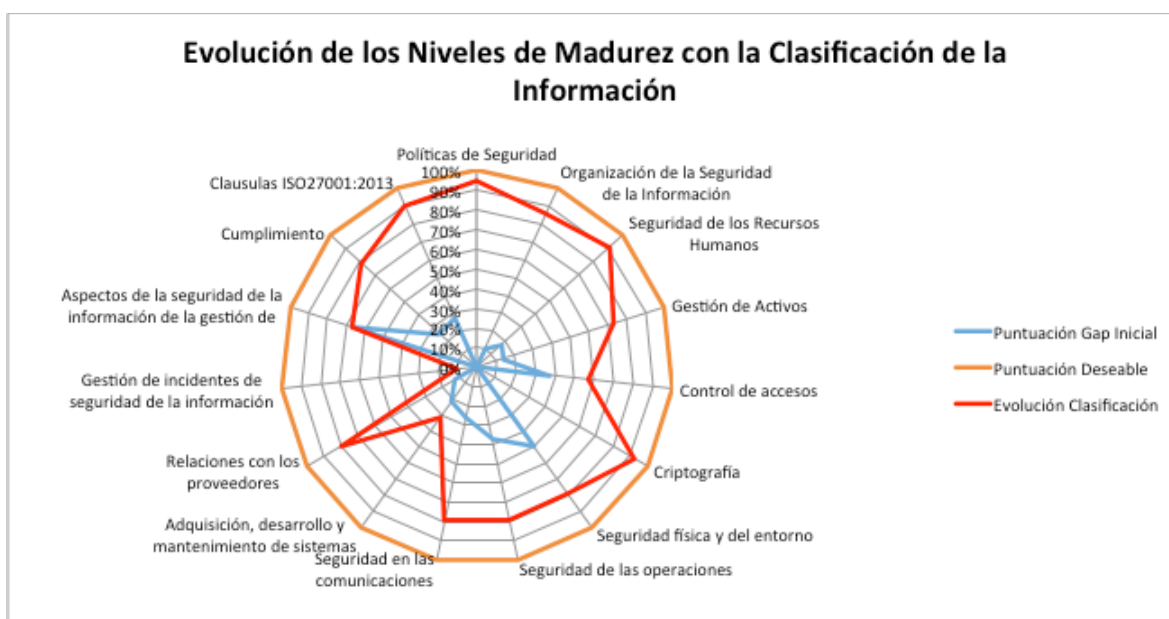 Evolución de los Niveles de Madurez con la Clasificación de la
Información
Políticas de Seguridad
Organización de la Seguridad
de la Información
Seguridad de los Recursos
Humanos
Gestión de Activos
Control de accesos
Criptografía
Seguridad física y del entorno
Seguridad de las operaciones
Seguridad en las
comunicaciones
Adquisición, desarrollo y
mantenimiento de sistemas
Relaciones con los
proveedores
Gestión de incidentes de
seguridad de la información
Aspectos de la seguridad de la
información de la gestión de
Cumplimiento
Clausulas ISO27001:2013
100%
90%
80%
70%
60%
50%
40%
30%
20%
10%
0%
Puntuación Gap Inicial
Puntuación Deseable
Evolución Clasificación